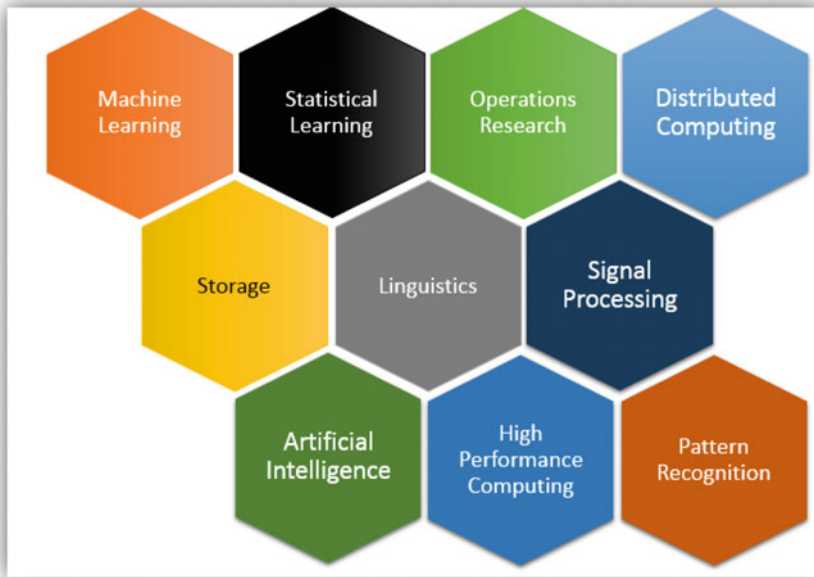 Machine
Learning
Statistical
Learning
Operations
Research
Distributed
Computing
Storage
Linguistics
Signal
Processing
Artificial
Intelligence
High
Performance
Computing
Pattern
Recognition